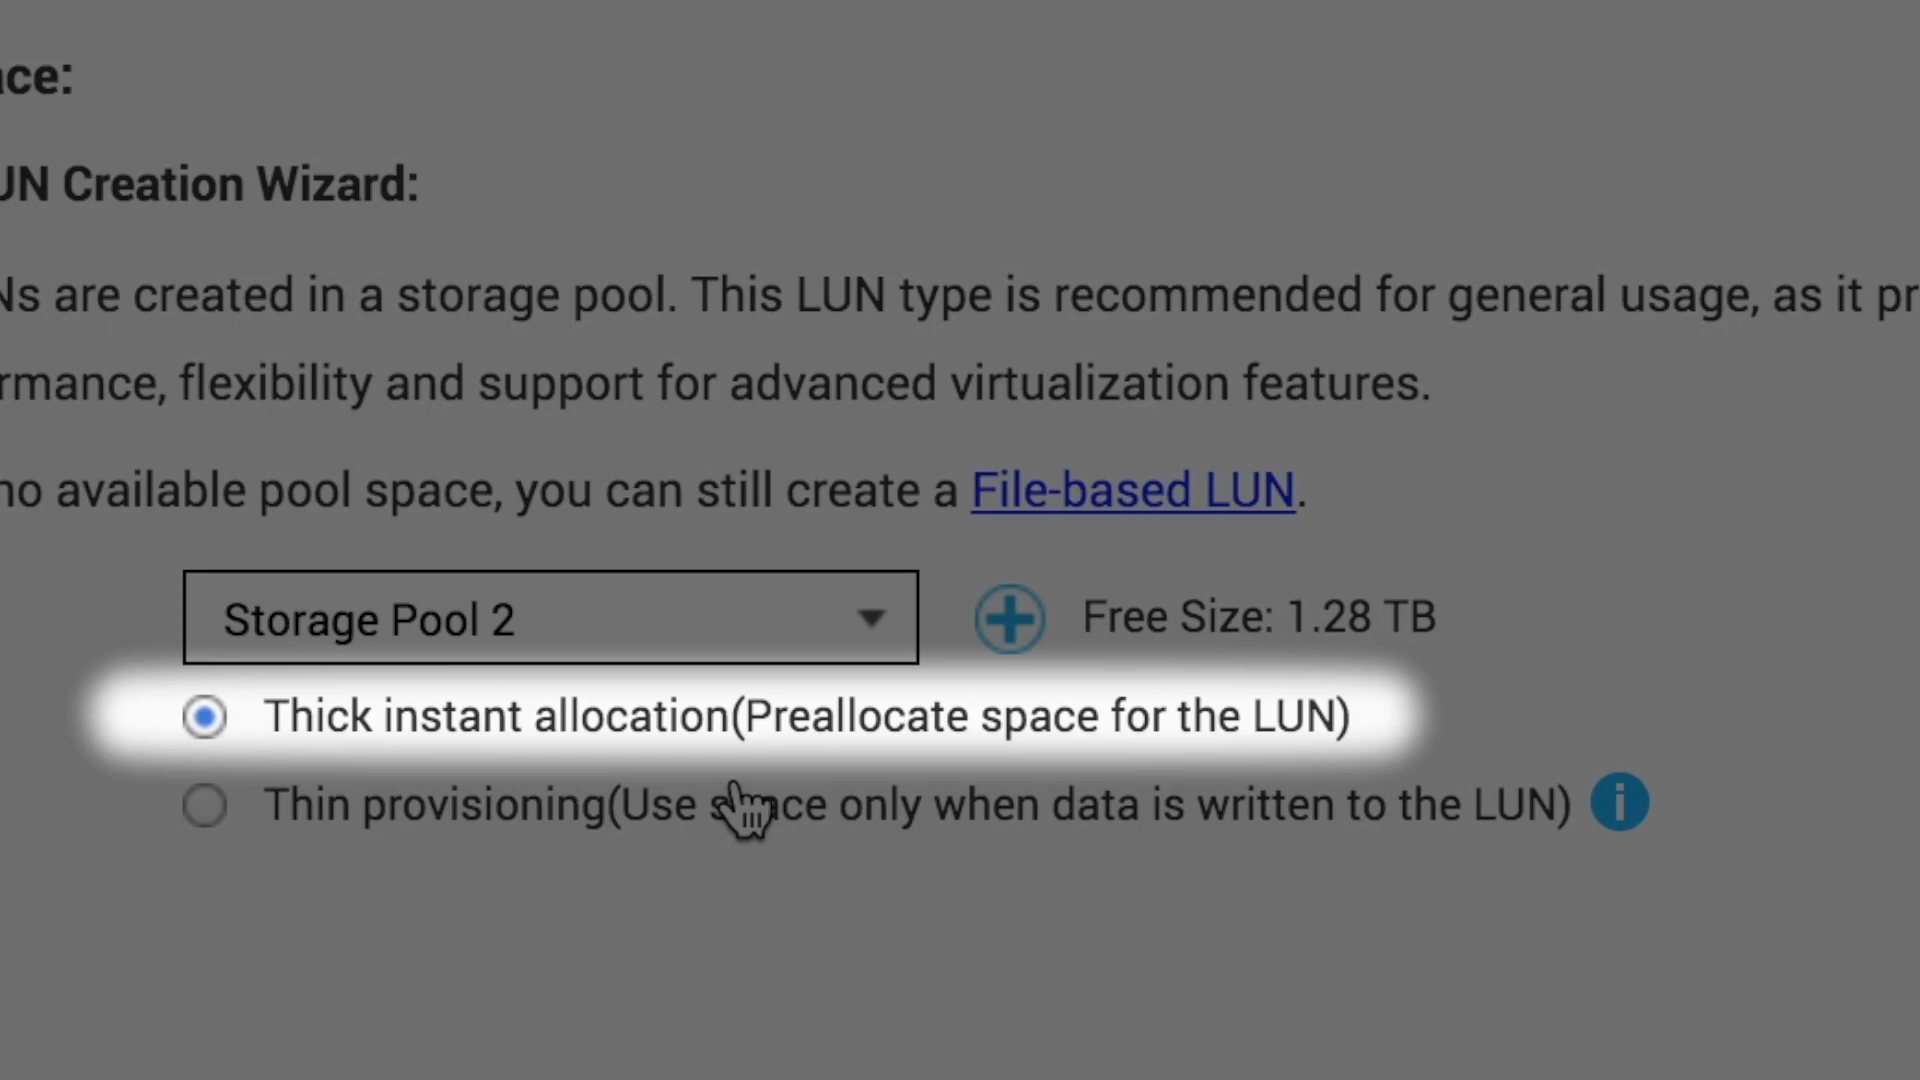 ace:
UN Creation Wizard:
Ns are created in a storage pool. This LUN type is recommended for general usage, as it pr
rmance, flexibility and support for advanced virtualization features.
no available pool space, you can still create a File-based LUN.
Storage Pool 2 Free Size: 1.28 TB
Thick instant allocation(Preallocate space for the LUN)
Thin provisioning(Use space only when data is written to the LUN)